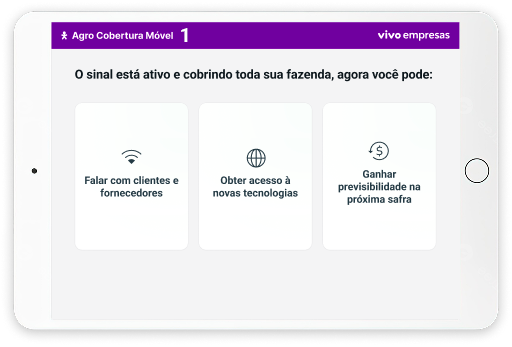 Agro Cobertura Móvel 1
vivo empresas
O sinal está ativo e cobrindo toda sua fazenda, agora você pode:
Falar com clientes e
fornecedores
Obter acesso à
novas tecnologias
Ganhar
previsibilidade na
próxima safra